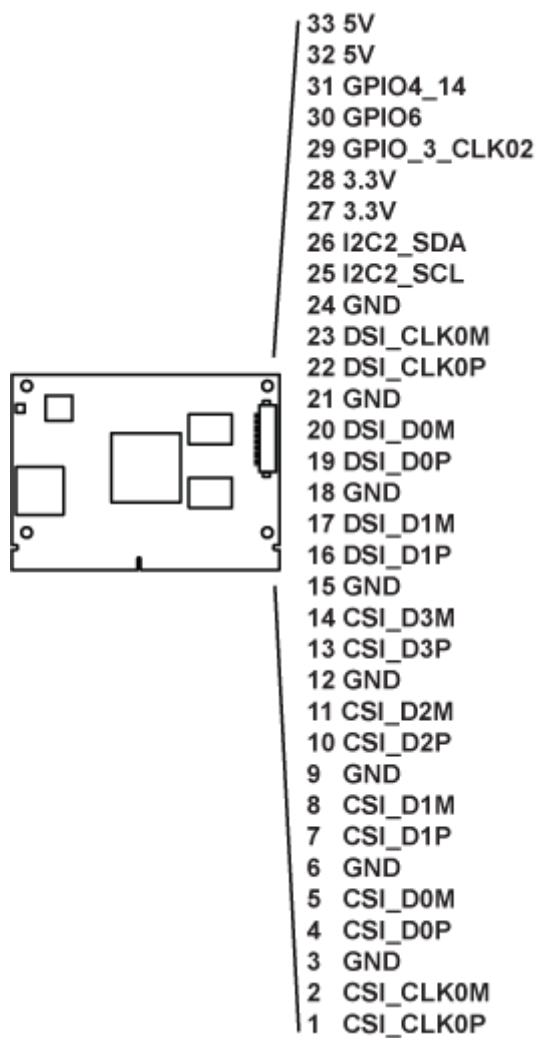 33 5V
32 5V
31 GPIO4_14
30 GPIO6
29 GPIO_3_CLK02
28 3.3V
27 3.3V
26 I2C2_SDA
25 I2C2_SCL
24 GND
23 DSI_CLK0M
22 DSI_CLK0P
21 GND
20 DSI_D0M
19 DSI_D0P
18 GND
17 DSI_D1M
16 DSI_D1P
15 GND
14 CSI_D3M
13 CSI_D3P
12 GND
11 CSI_D2M
10 CSI_D2P
9 GND
8 CSI_D1M
7 CSI_D1P
6 GND
5 CSI_D0M
4 CSI_D0P
3 GND
2 CSI_CLK0M
1 CSI_CLK0P